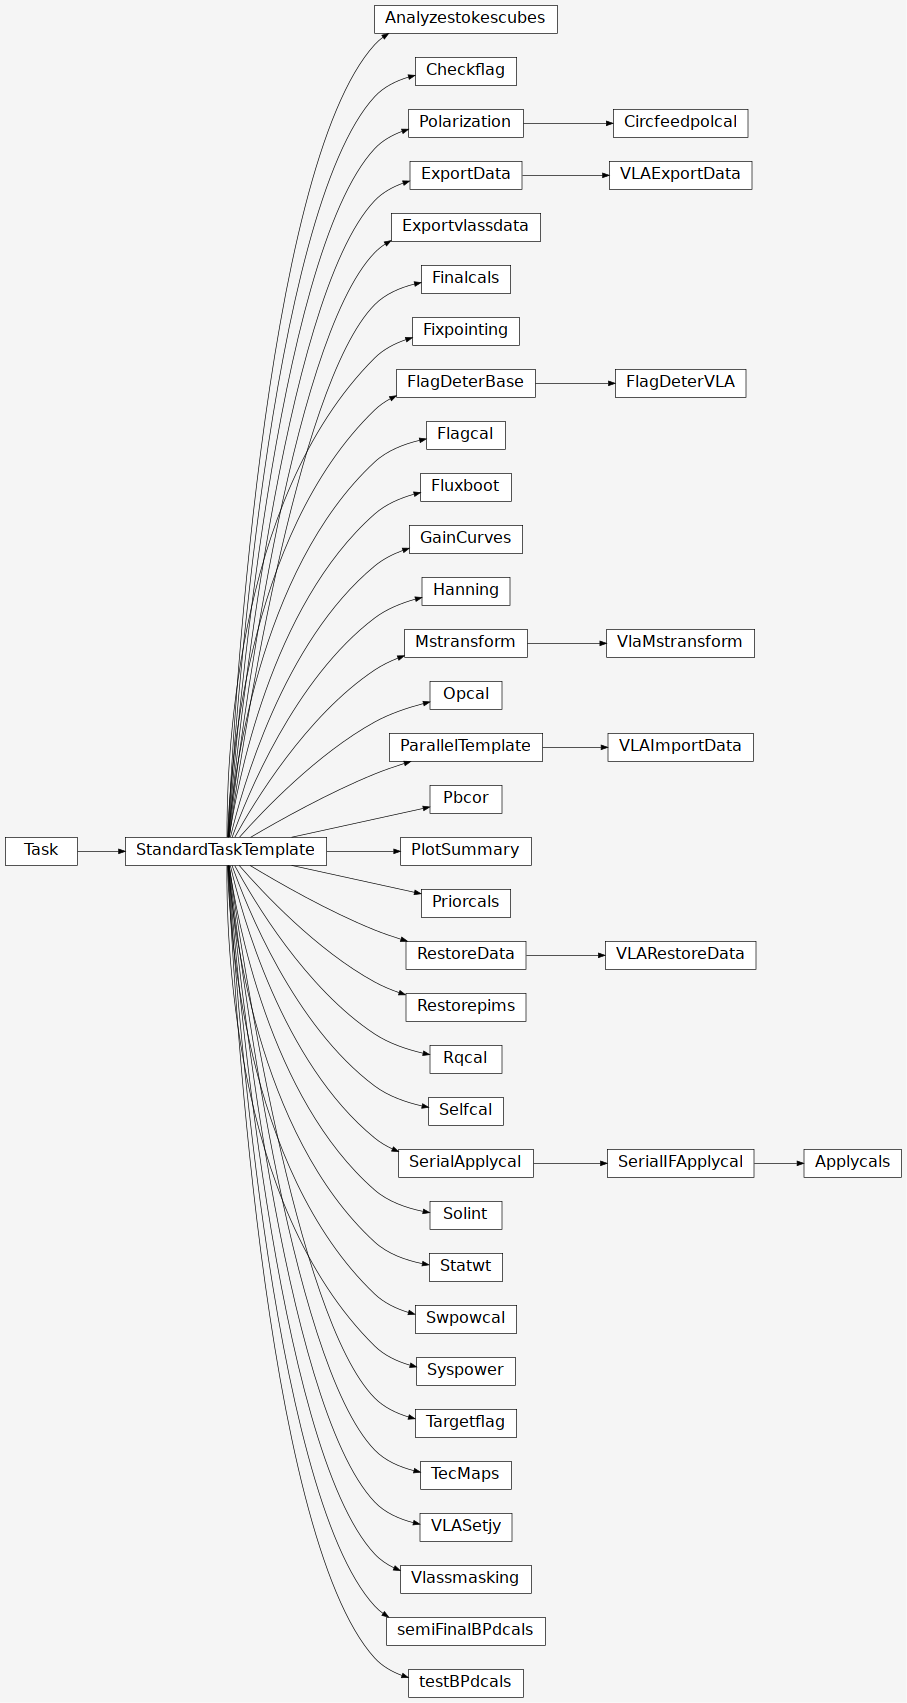 Analyzestokescubes
Checkflag
Polarization
Circfeedpolcal
ExportData
VLAExportData
Exportvlassdata
Finalcals
Fixpointing
FlagDeterBase
FlagDeterVLA
Flagcal
Fluxboot
GainCurves
Hanning
Mstransform
VlaMstransform
Opcal
ParallelTemplate
VLAImportData
Pbcor
Task
StandardTaskTemplate
PlotSummary
Priorcals
RestoreData
VLARestoreData
Restorepims
Rqcal
Selfcal
SerialApplycal
SerialIFApplycal
Applycals
Solint
Statwt
Swpowcal
Syspower
Targetflag
TecMaps
VLASetjy
Vlassmasking
semiFinalBPdcals
testBPdcals